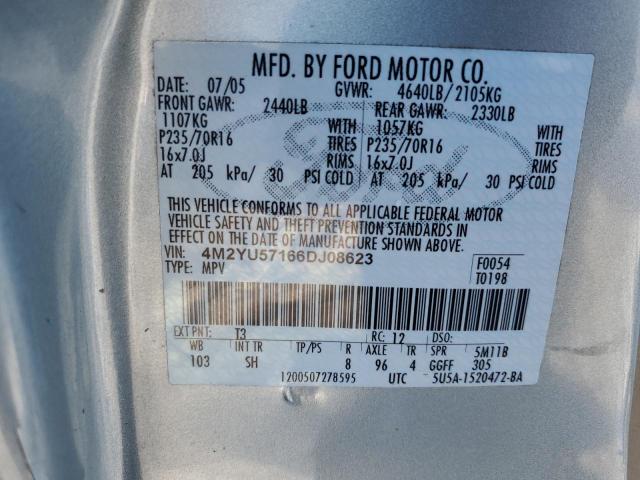 MFD. BY FORD MOTOR CO.
DATE: 07/05 GVWR: 4640LB/2105KG
FRONT GAWR: 2440LB REAR GAWR: 2330LB
1107KG WITH 1057KG WITH
P235/70R16 TIRES P235/70R16 TIRES
16x7.0J RIMS 16x7.0J RIMS
AT 205 kPa/ 30 PSI COLD AT 205 kPa/ 30 PSI COLD
THIS VEHICLE CONFORMS TO ALL APPLICABLE FEDERAL MOTOR
VEHICLE SAFETY AND THEFT PREVENTION STANDARDS IN
EFFECT ON THE DATE OF MANUFACTURE SHOWN ABOVE.
VIN: 4M2YU57166DJ08623 F0054
TYPE: MPV T0198
EXT PNT: T3 RC: 12 DSO:
WB INT TR TP/PS R AXLE TR SPR 5M11B
103 SH 8 96 4 GGFF 305
1200507278595 UTC 5U5A-1520472-BA